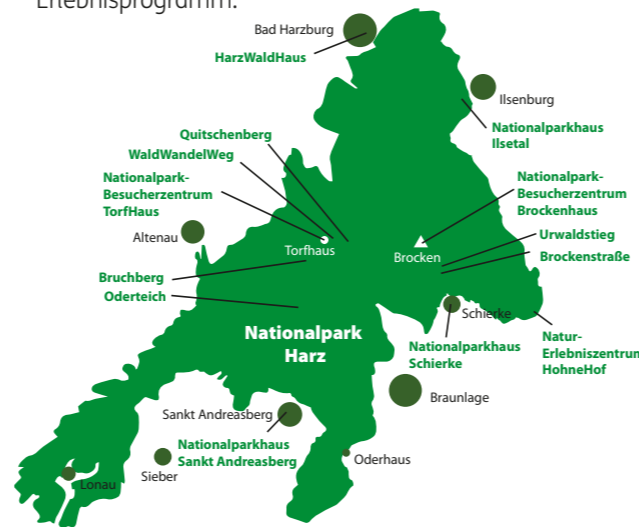 Erlebnisprogramm.
Bad Harzburg
HarzWaldHaus
Ilsenburg
Nationalparkhaus
Ilsetal
Quitschenberg
WaldWandelWeg
Nationalpark-
Besucherzentrum
TorfHaus
Nationalpark-
Besucherzentrum
Brockenhaus
Altenau
Torfhaus
Brocken
Urwaldstieg
Brockenstraße
Bruchberg
Oderteich
Schierke
Nationalpark
Harz
Nationalparkhaus
Schierke
Natur-
Erlebniszentrum
HohneHof
Braunlage
Sankt Andreasberg
Nationalparkhaus
Sankt Andreasberg
Oderhaus
Sieber
Lonau